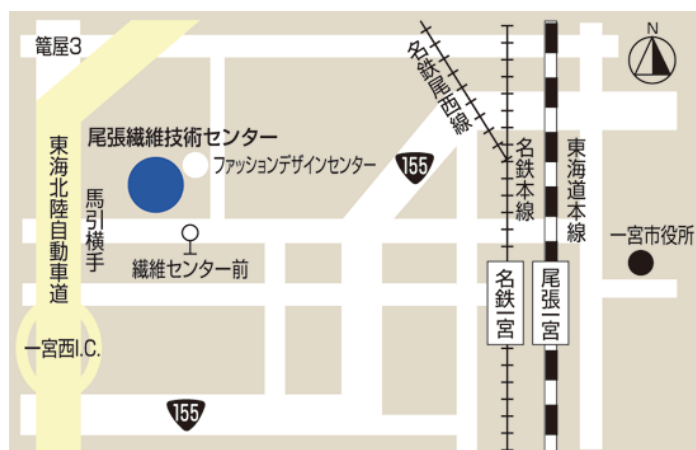 篭屋3
N
名鉄尾西線
尾張繊維技術センター
ファッションデザインセンター
155
東海北陸自動車道
馬引横手
名鉄本線
東海道本線
一宮市役所
繊維センター前
名鉄一宮
尾張一宮
一宮西I.C.
155